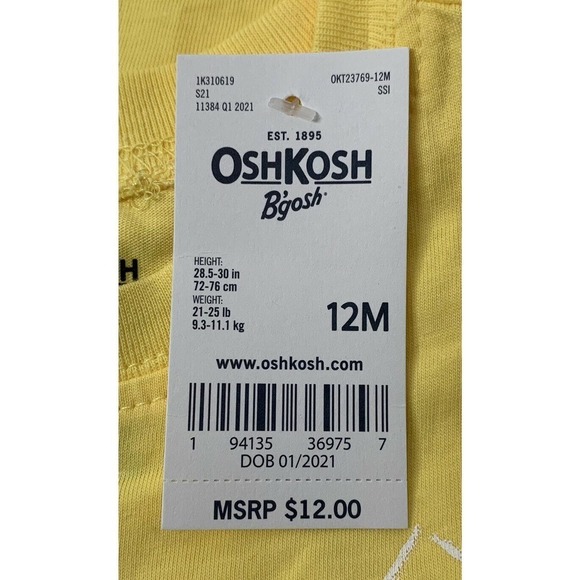 1K310619
S21
11384 Q1 2021
OKT23769-12M
SSI
EST. 1895
OSHKOSH
B'gosh®
HEIGHT:
28.5-30 in
72-76 cm
WEIGHT:
21-25 lb
9.3-11.1 kg
12M
www.oshkosh.com
1 94135 36975 7
DOB 01/2021
MSRP $12.00
H